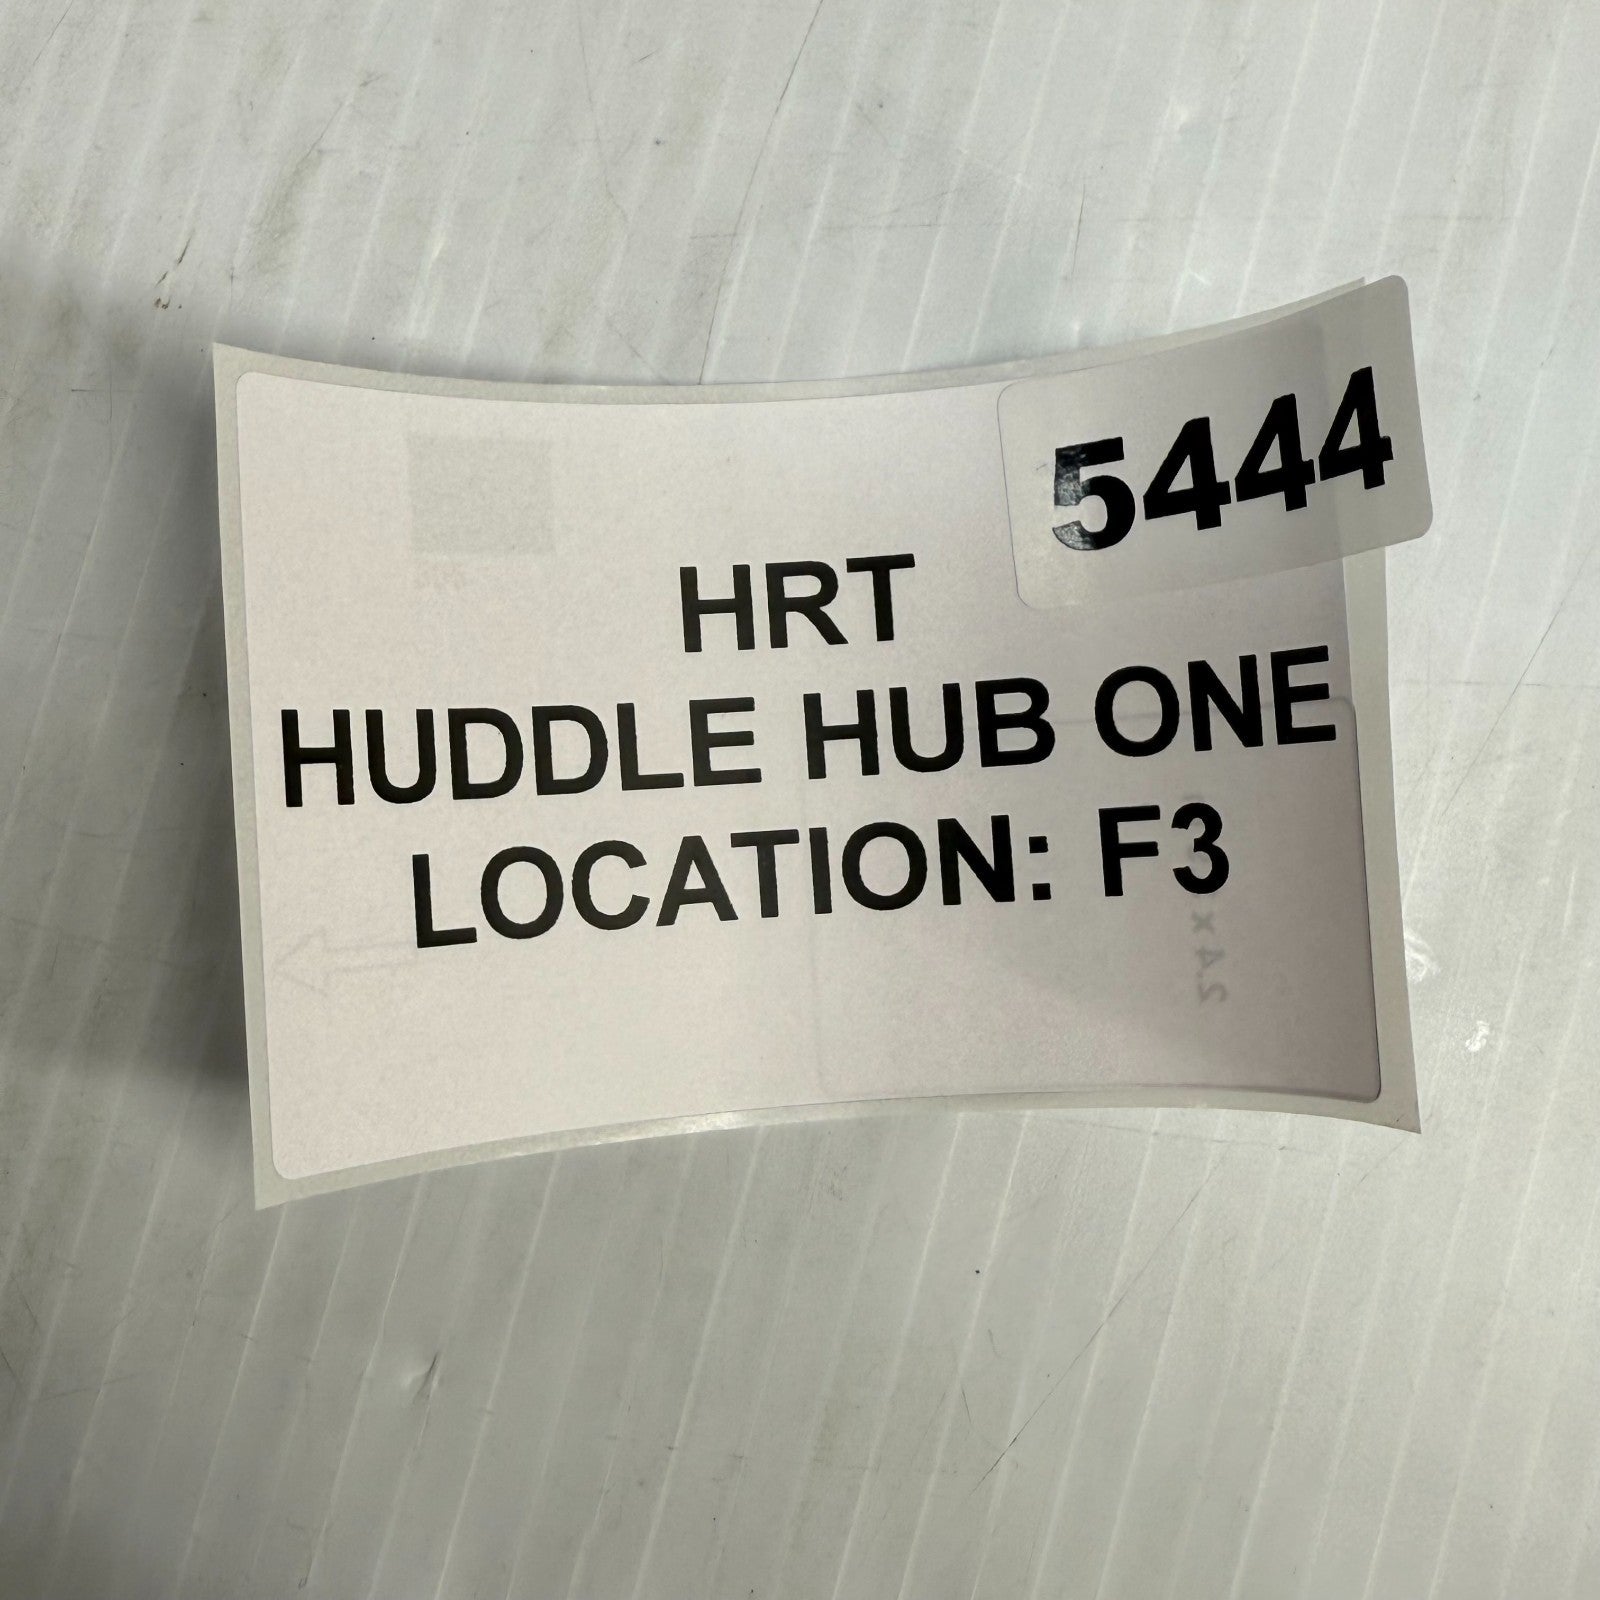 5444
HRT
HUDDLE HUB ONE
LOCATION: F3